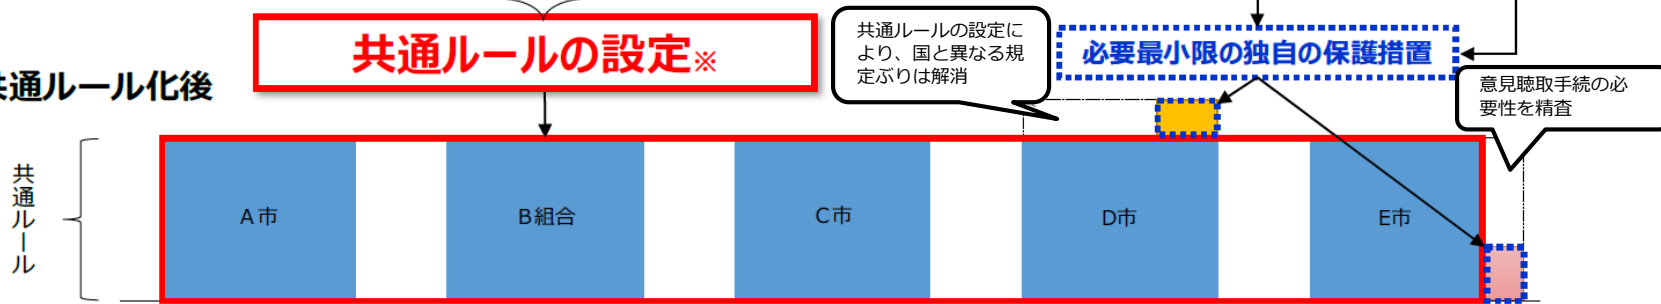 共通ルールの設定※
共通ルールの設定に
より、国と異なる規
定ぶりは解消
必要最小限の独自の保護措置
意見聴取手続の必
要性を精査
通ルール化後
共通ルール
A市
B組合
C市
D市
E市